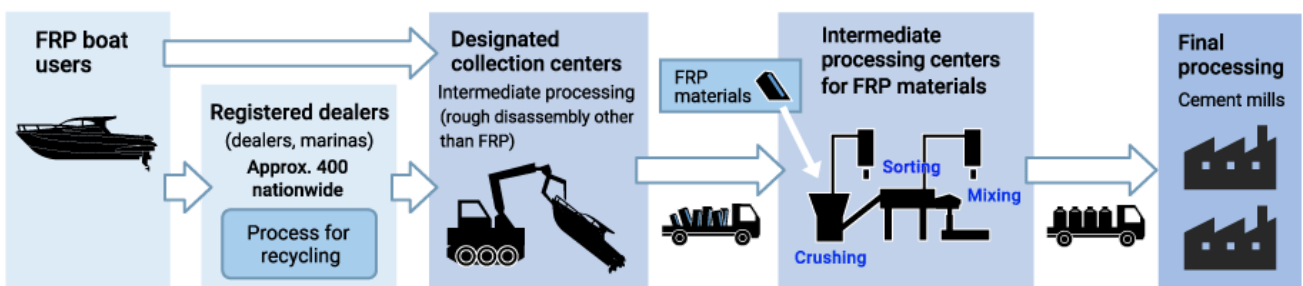 FRP boat
users
Registered dealers
(dealers, marinas)
Approx. 400
nationwide
Process for
recycling
Designated
collection centers
Intermediate processing
(rough disassembly other
than FRP)
FRP
materials
Intermediate
processing centers
for FRP materials
Sorting
Mixing
Crushing
Final
processing
Cement mills